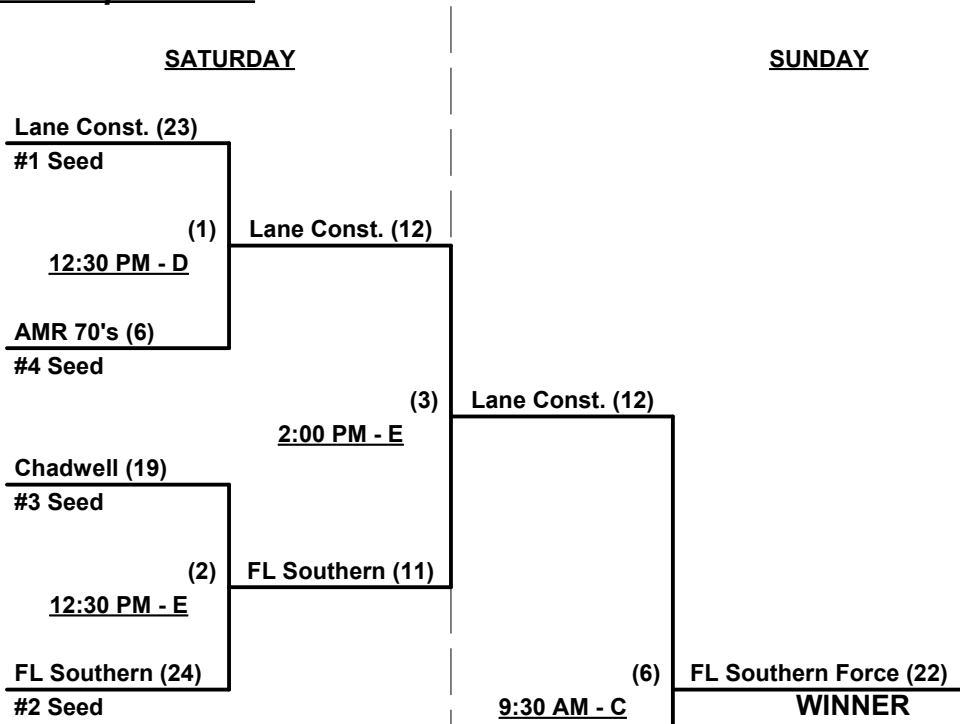 SATURDAY
SUNDAY
Lane Const. (23)
#1 Seed
(1)
Lane Const. (12)
12:30 PM - D
AMR 70's (6)
#4 Seed
(3)
Lane Const. (12)
2:00 PM - E
Chadwell (19)
#3 Seed
(2)
FL Southern (11)
12:30 PM - E
FL Southern (24)
#2 Seed
(6)
FL Southern Force (22)
9:30 AM - C
WINNER